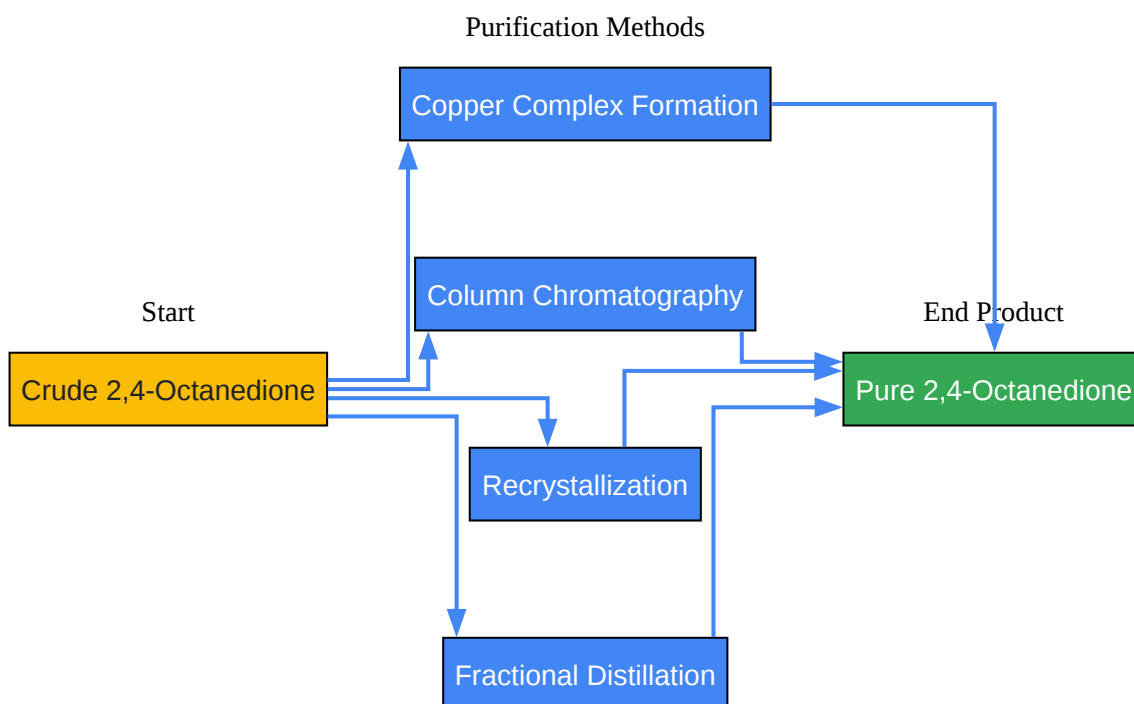 Purification Methods
Copper Complex Formation
Column Chromatography
Start
End Product
Crude 2,4-Octanedione
Pure 2,4-Octanedione
Recrystallization
Fractional Distillation